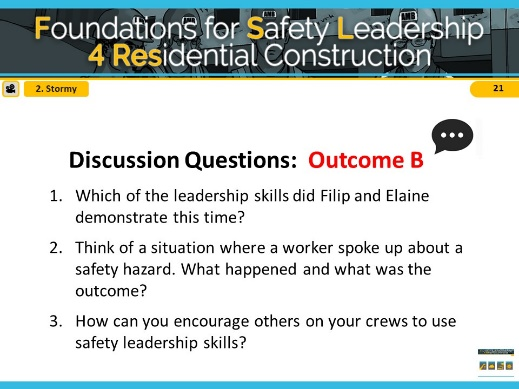 Foundations for Safety Leadership
4 Residential Construction
2. Stormy
21
Discussion Questions: Outcome B
1. Which of the leadership skills did Filip and Elaine
demonstrate this time?
2. Think of a situation where a worker spoke up about a
safety hazard. What happened and what was the
outcome?
3. How can you encourage others on your crews to use
safety leadership skills?